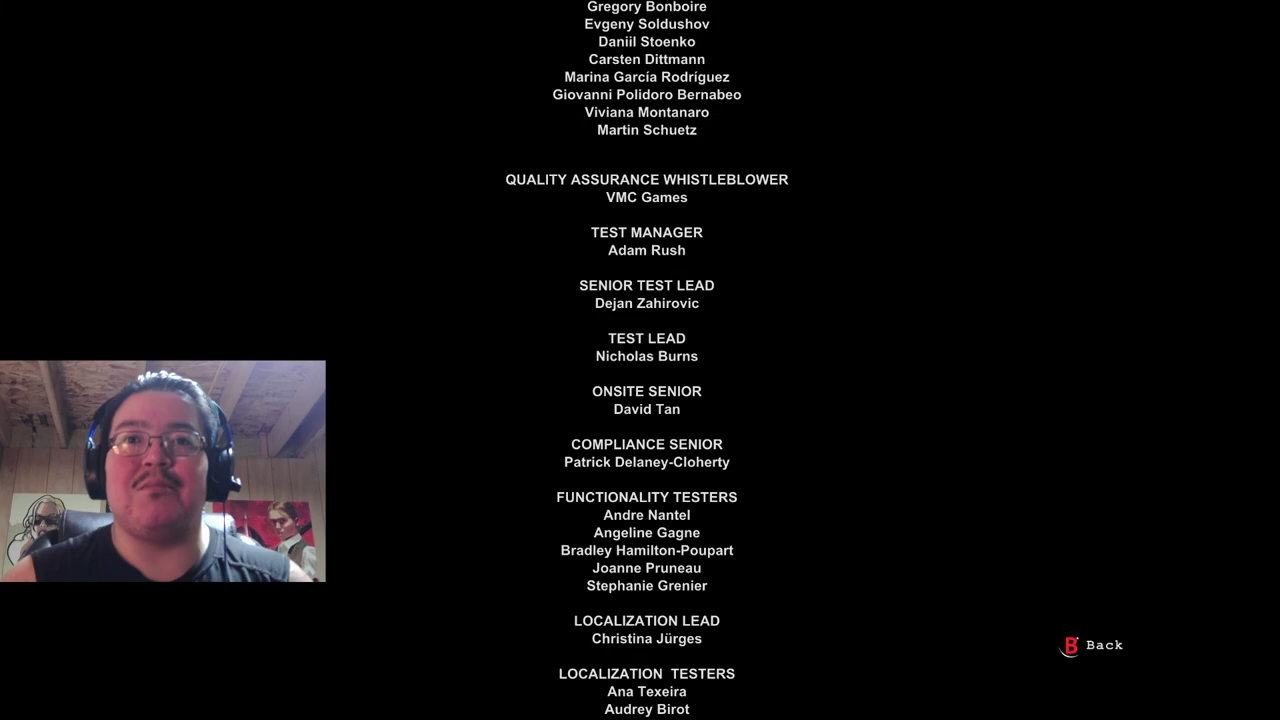 Gregory Bonboire
Evgeny Soldushov
Daniil Stoenko
Carsten Dittmann
Marina García Rodríguez
Giovanni Polidoro Bernabeo
Viviana Montanaro
Martin Schuetz
QUALITY ASSURANCE WHISTLEBLOWER
VMC Games
TEST MANAGER
Adam Rush
SENIOR TEST LEAD
Dejan Zahirovic
TEST LEAD
Nicholas Burns
ONSITE SENIOR
David Tan
COMPLIANCE SENIOR
Patrick Delaney-Cloherty
FUNCTIONALITY TESTERS
Andre Nantel
Angeline Gagne
Bradley Hamilton-Poupart
Joanne Pruneau
Stephanie Grenier
LOCALIZATION LEAD
Christina Jürges
B Back
LOCALIZATION TESTERS
Ana Texeira
Audrey Birot